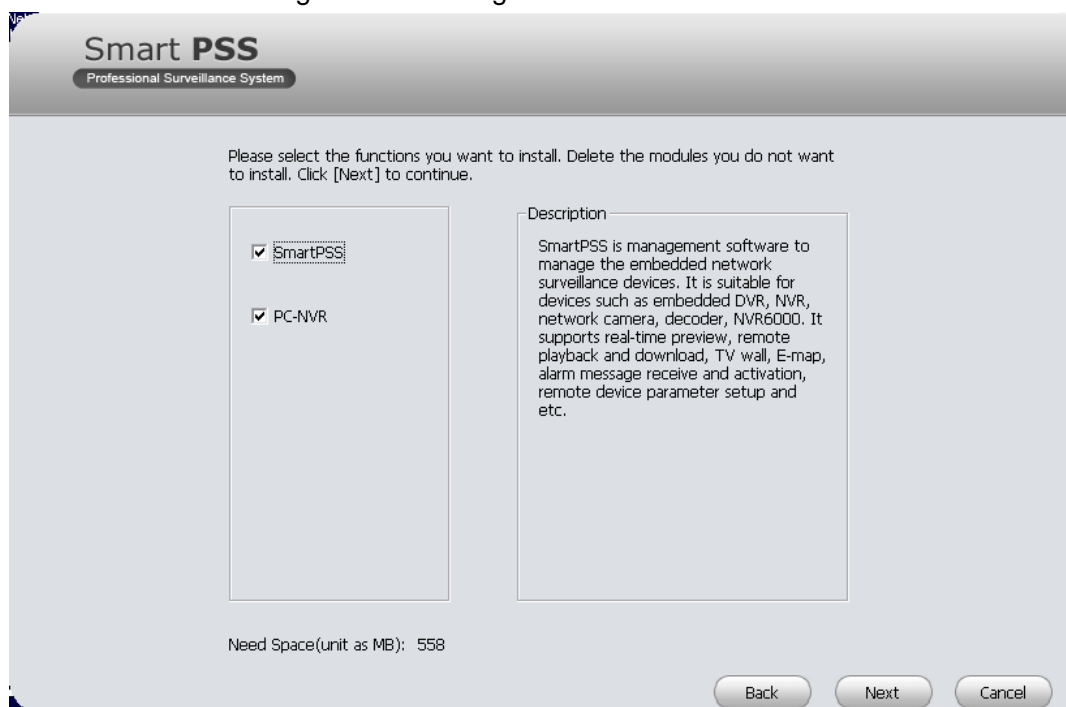 Smart PSS
Professional Surveillance System
Please select the functions you want to install. Delete the modules you do not want
to install. Click [Next] to continue.
SmartPSS
PC-NVR
Description
SmartPSS is management software to
manage the embedded network
surveillance devices. It is suitable for
devices such as embedded DVR, NVR,
network camera, decoder, NVR6000. It
supports real-time preview, remote
playback and download, TV wall, E-map,
alarm message receive and activation,
remote device parameter setup and
etc.
Need Space(unit as MB): 558
Back Next Cancel